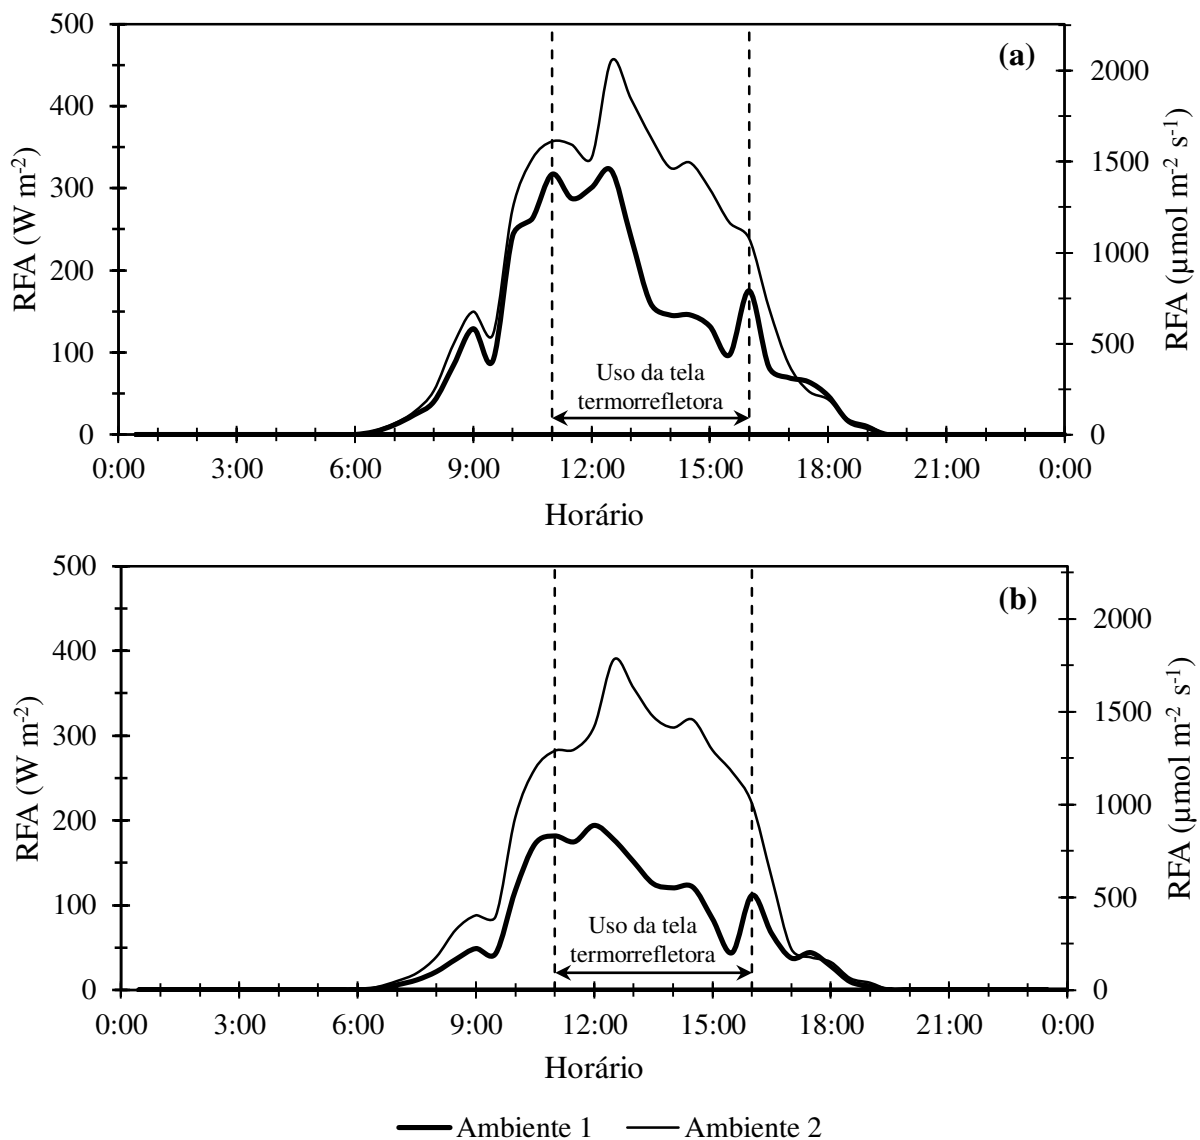 500
400
300
200
100
0
RFA (W m-2)
(a)
2000
1500
1000
500
0
RFA (µmol m-2 s-1)
Uso da tela
termorrefletora
0:00 3:00 6:00 9:00 12:00 15:00 18:00 21:00 0:00
Horário
500
400
300
200
100
0
RFA (W m-2)
(b)
2000
1500
1000
500
0
RFA (µmol m-2 s-1)
Uso da tela
termorrefletora
0:00 3:00 6:00 9:00 12:00 15:00 18:00 21:00 0:00
Horário
Ambiente 1 Ambiente 2